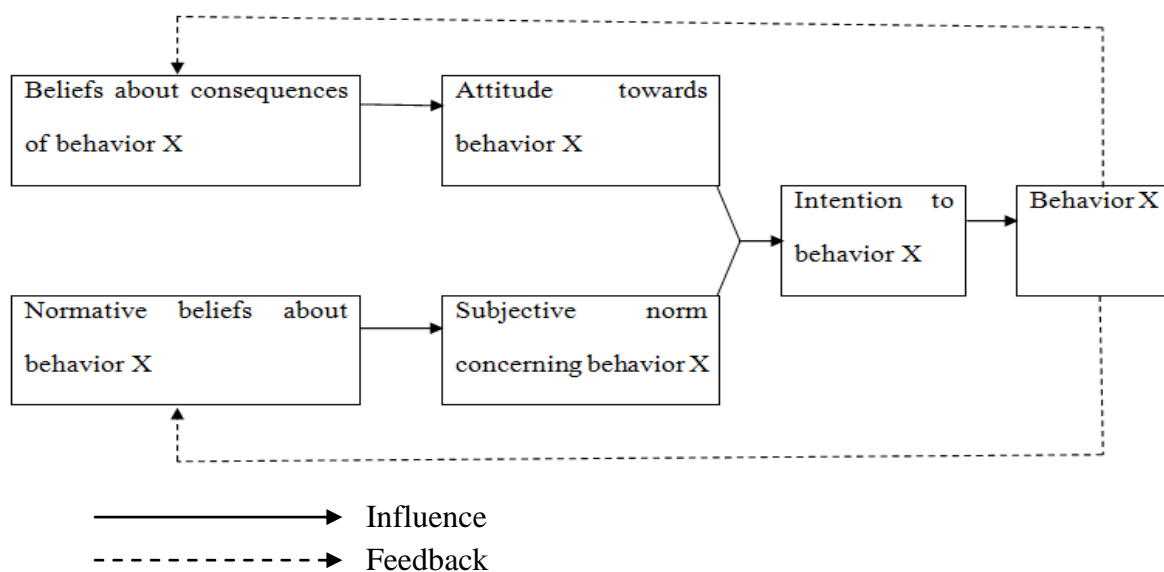 Beliefs about consequences
of behavior X
Attitude towards
behavior X
Intention to
behavior X
Behavior X
Normative beliefs about
behavior X
Subjective norm
concerning behavior X
Influence
Feedback